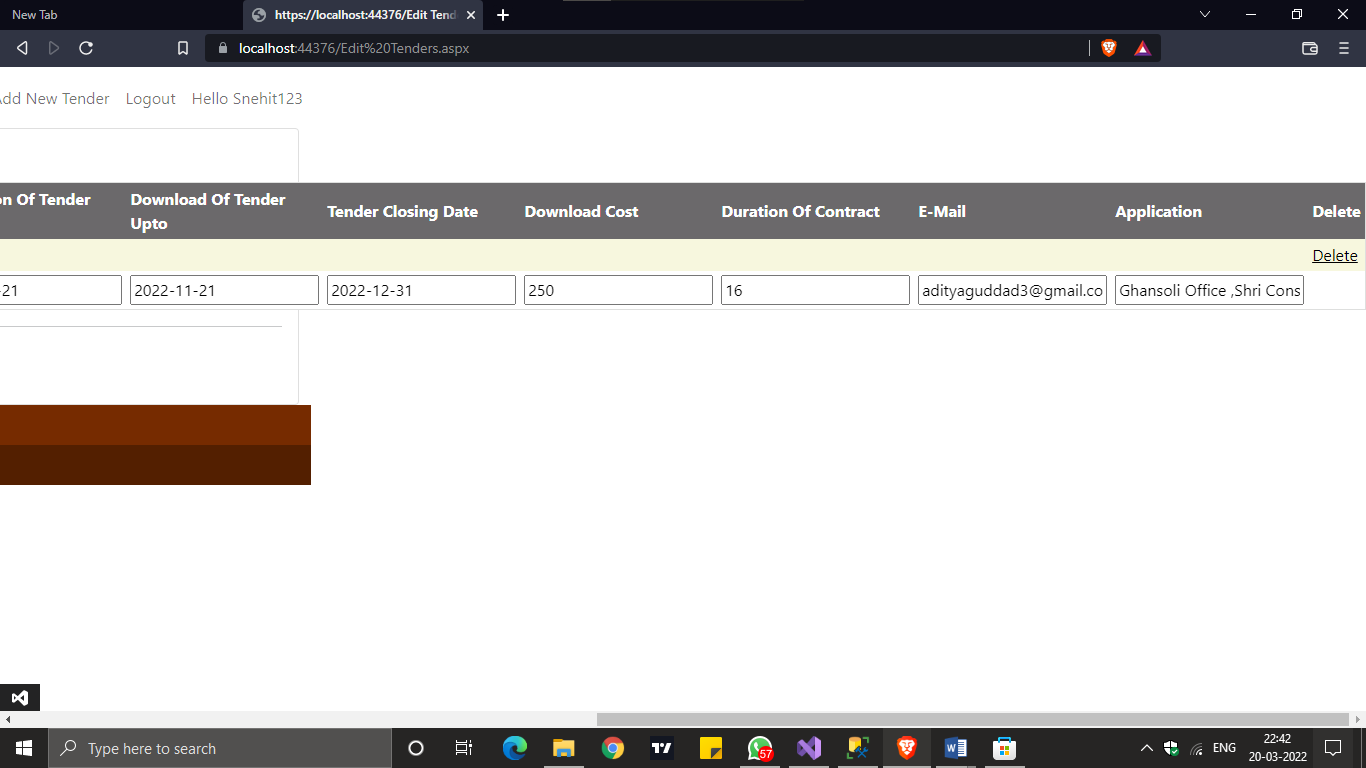 New Tab
https://localhost:44376/Edit Tend
localhost:44376/Edit%20Tenders.aspx
Add New Tender Logout Hello Snehit123
on Of Tender Download Of Tender Upto Tender Closing Date Download Cost Duration Of Contract E-Mail Application Delete
Delete
-21 2022-11-21 2022-12-31 250 16 adityaguddad3@gmail.co Ghansoli Office ,Shri Cons
Type here to search
57
ENG
22:42
20-03-2022